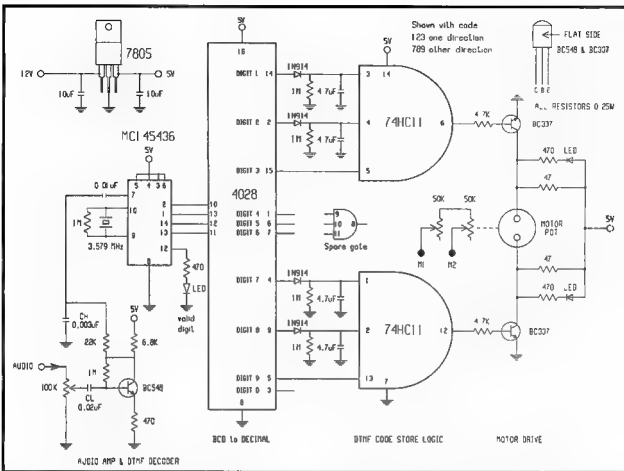 7805
12V
5V
10uF
10uF
Shown with code
123 one direction
789 other direction
FLAT SIDE
BC548 & BC337
C B E
ALL RESISTORS 0.25W
MC145436
5V
5 4 3 6
0.01uF
7
10
1M
9
3.579 MHz
8
2
1
14
13
12
470
LED
valid
digit
CH
0.003uF
22K
5V
6.8K
AUDIO
100K
1M
CL
0.02uF
BC548
470
AUDIO AMP & DTMF DECODER
5V
16
4028
10
13
12
11
DIGIT 1 14
DIGIT 2 2
DIGIT 3 15
DIGIT 4 1
DIGIT 5 6
DIGIT 6 7
DIGIT 7 4
DIGIT 8 9
DIGIT 9 5
DIGIT 0 3
8
BCD to DECIMAL
1N914
1M
4.7uF
1N914
1M
4.7uF
5V
3 14
4
5
74HC11
6
9
10
11
8
Spare gate
1N914
1M
4.7uF
1N914
1M
4.7uF
1
2
13
74HC11
12
7
DTMF CODE STORE LOGIC
4.7K
BC337
470 LED
47
50K 50K
M1 M2
MOTOR
POT
5V
47
470 LED
4.7K
BC337
MOTOR DRIVE